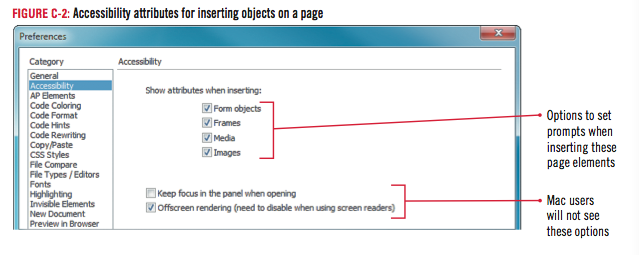 FIGURE C-2: Accessibility attributes for inserting objects on a page
Preferences
Category
Accessibility
General
Accessibility
AP Elements
Code Coloring
Code Format
Code Hints
Code Rewriting
Copy/Paste
CSS Styles
File Compare
File Types / Editors
Fonts
Highlighting
Invisible Elements
New Document
Preview in Browser
Show attributes when inserting:
Form objects
Frames
Media
Images
Keep focus in the panel when opening
Offscreen rendering (need to disable when using screen readers)
Options to set
prompts when
inserting these
page elements
Mac users
will not see
these options